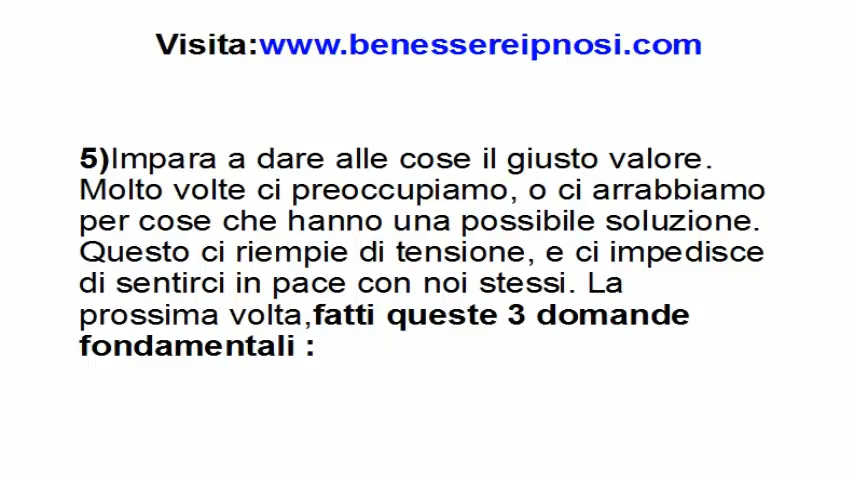 Visita:www.benessereipnosi.com
5)Impara a dare alle cose il giusto valore.
Molto volte ci preoccupiamo, o ci arrabbiamo
per cose che hanno una possibile soluzione.
Questo ci riempie di tensione, e ci impedisce
di sentirci in pace con noi stessi. La
prossima volta,fatti queste 3 domande
fondamentali :